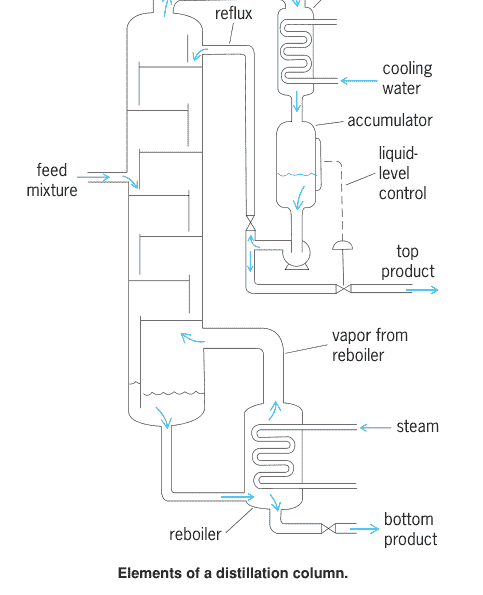 reflux
cooling
water
accumulator
liquid-
level
control
feed
mixture
top
product
vapor from
reboiler
steam
bottom
product
reboiler
Elements of a distillation column.